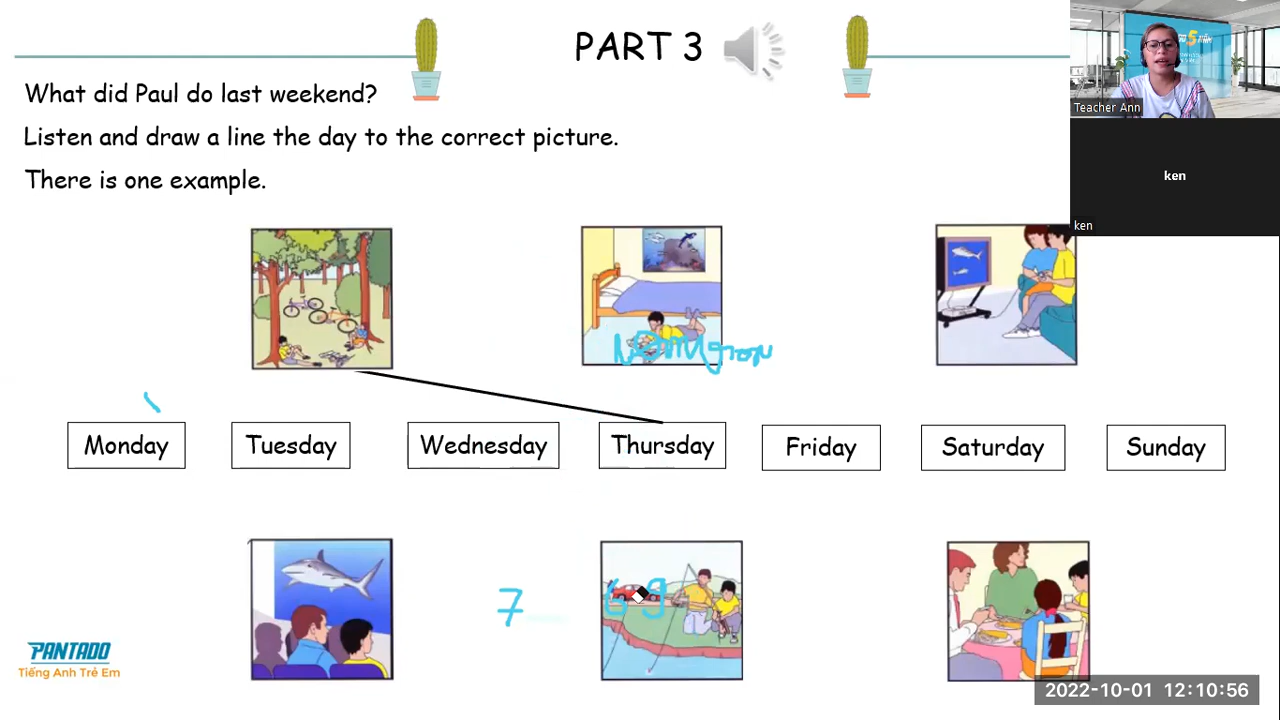 PART 3
What did Paul do last weekend?
Listen and draw a line the day to the correct picture.
There is one example.
Teacher Ann
ken
ken
Monday
Tuesday
Wednesday
Thursday
Friday
Saturday
Sunday
7
69
PANTADO
Tiếng Anh Trẻ Em
2022-10-01 12:10:56